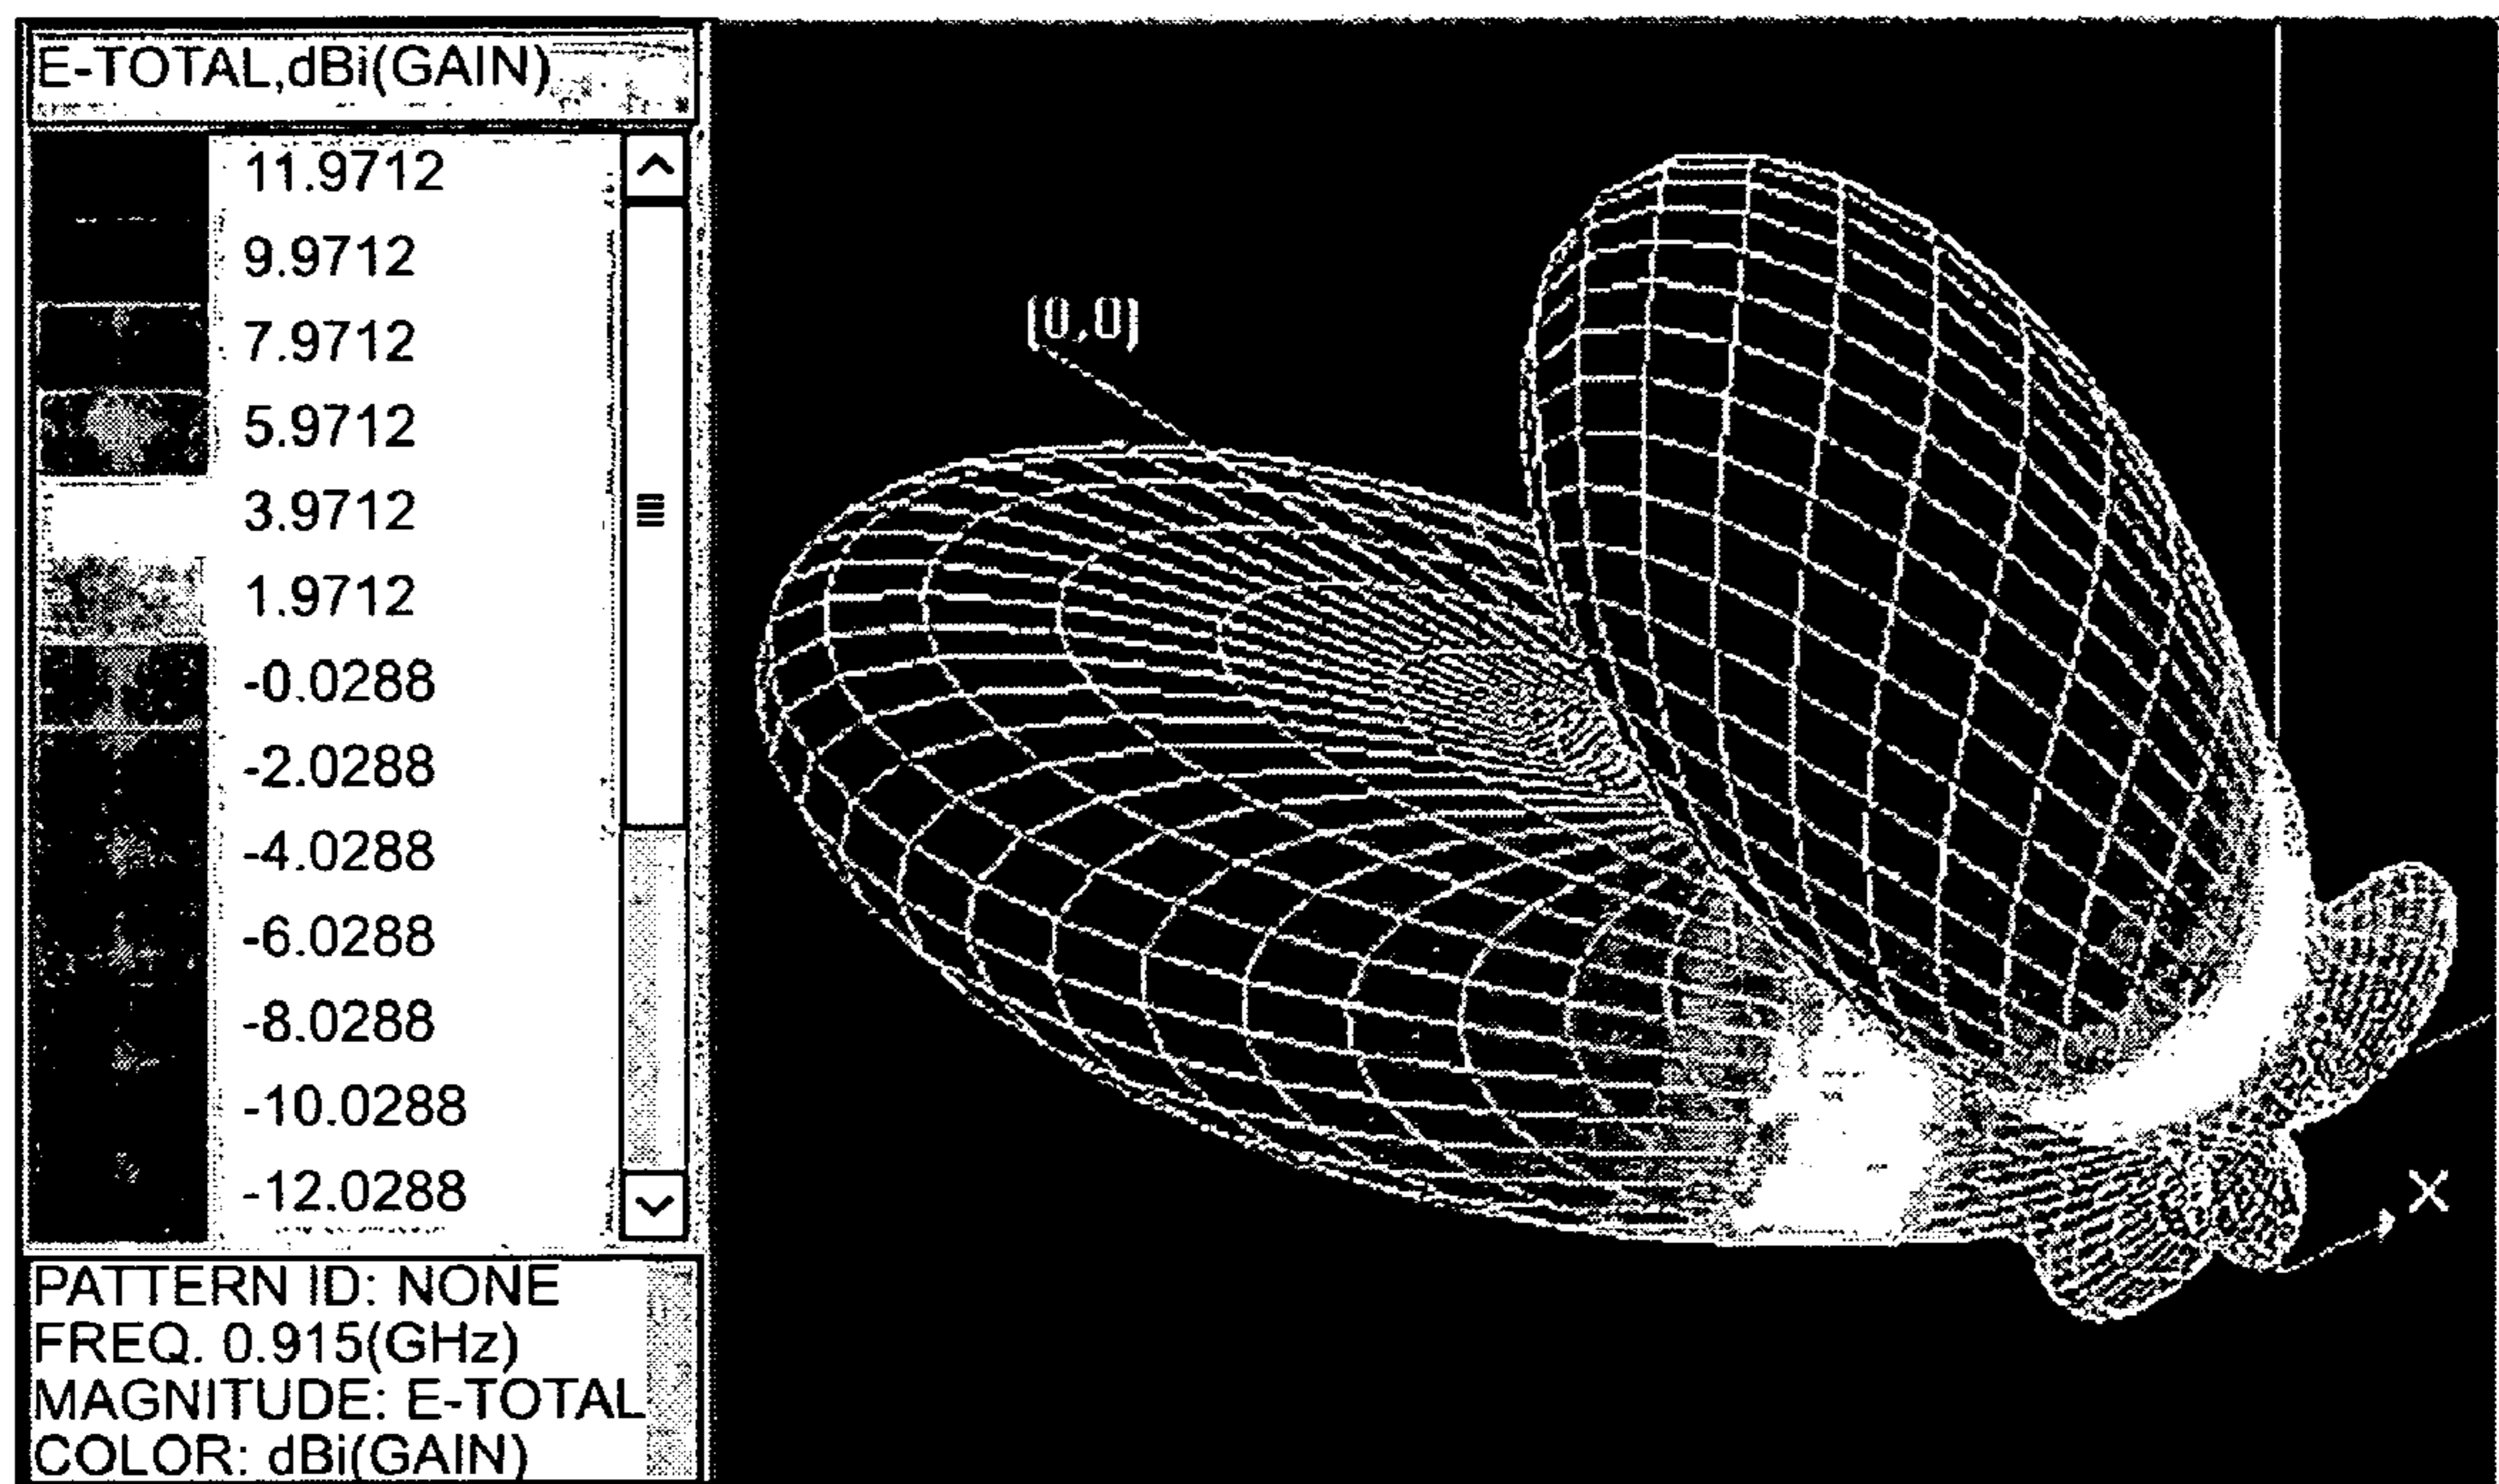 E-TOTAL,dBi(GAIN)
11.9712
9.9712
7.9712
5.9712
3.9712
1.9712
-0.0288
-2.0288
-4.0288
-6.0288
-8.0288
-10.0288
-12.0288
PATTERN ID: NONE
FREQ. 0.915(GHz)
MAGNITUDE: E-TOTAL
COLOR: dBi(GAIN)
(0,0)
X